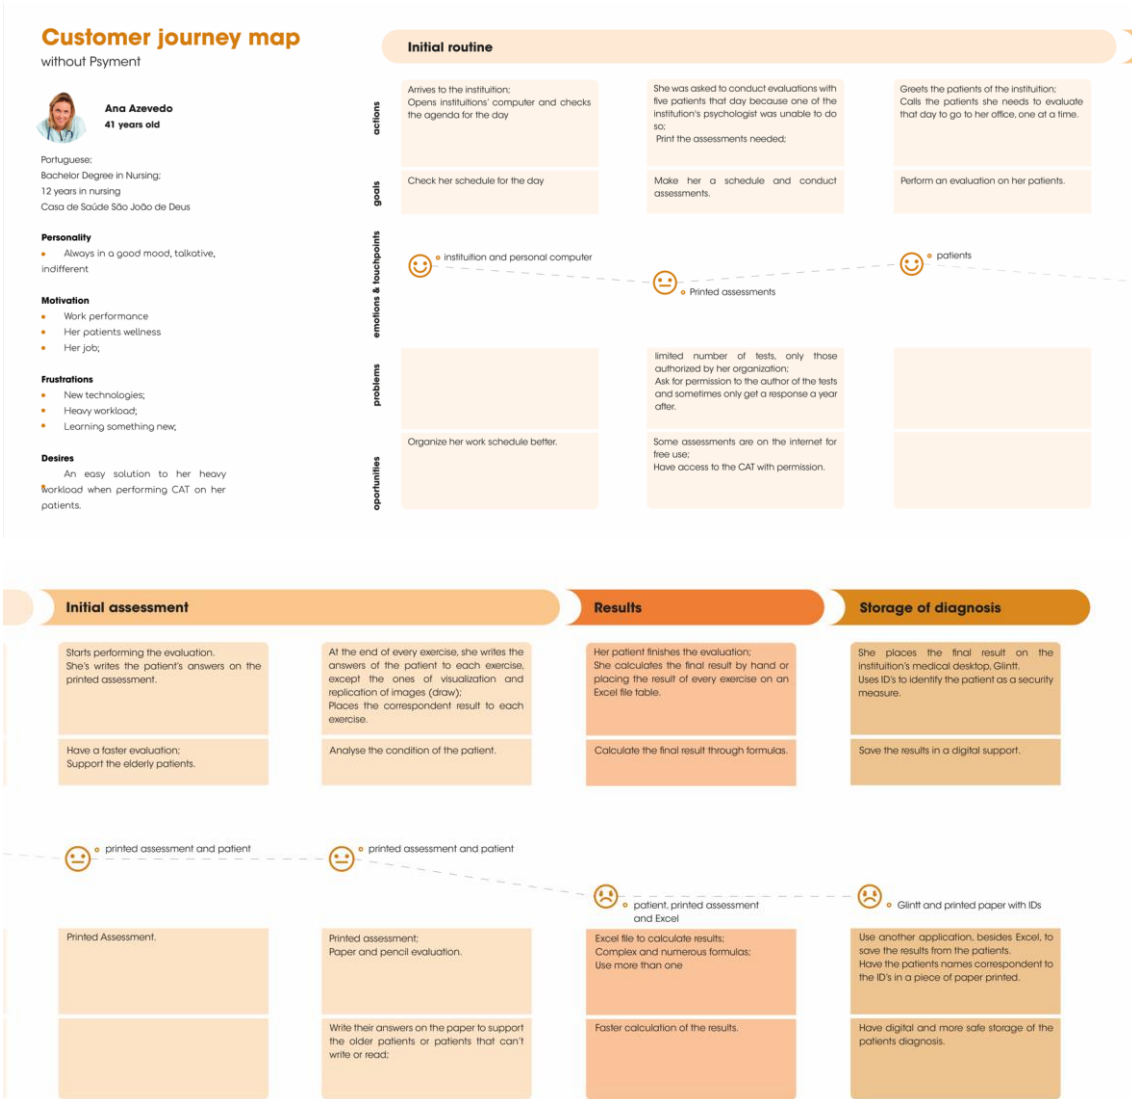 Customer journey map
without Psyment
Ana Azevedo
41 years old
Portuguese;
Bachelor Degree in Nursing;
12 years in nursing
Casa de Saúde São João de Deus
Personality
Always in a good mood, talkative,
indifferent
Motivation
Work performance
Her patients wellness
Her job;
Frustrations
New technologies;
Heavy workload;
Learning something new;
Desires
An easy solution to her heavy
workload when performing CAT on her
patients.
Initial routine
actions
Arrives to the instituition;
Opens instituitions' computer and checks
the agenda for the day
She was asked to conduct evaluations with
five patients that day because one of the
institution's psychologist was unable to do
so;
Print the assessments needed;
Greets the patients of the institution;
Calls the patients she needs to evaluate
that day to go to her office, one at a time.
goals
Check her schedule for the day
Make her a schedule and conduct
assessments.
Perform an evaluation on her patients.
emotions & touchpoints
instituition and personal computer
Printed assessments
patients
problems
limited number of tests, only those
authorized by her organization;
Ask for permission to the author of the tests
and sometimes only get a response a year
after.
oportunities
Organize her work schedule better.
Some assessments are on the internet for
free use;
Have access to the CAT with permission.
Initial assessment
Results
Storage of diagnosis
Starts performing the evaluation.
She's writes the patient's answers on the
printed assessment.
At the end of every exercise, she writes the
answers of the patient to each exercise,
except the ones of visualization and
replication of images (draw);
Places the correspondent result to each
exercise.
Her patient finishes the evaluation;
She calculates the final result by hand or
placing the result of every exercise on an
Excel file table.
She places the final result on the
instituition's medical desktop, Glintt.
Uses ID's to identify the patient as a security
measure.
Have a faster evaluation;
Support the elderly patients.
Analyse the condition of the patient.
Calculate the final result through formulas.
Save the results in a digital support.
printed assessment and patient
printed assessment and patient
patient, printed assessment
and Excel
Glintt and printed paper with IDs
Printed Assessment.
Printed assessment;
Paper and pencil evaluation.
Excel file to calculate results;
Complex and numerous formulas;
Use more than one
Use another application, besides Excel, to
save the results from the patients.
Have the patients names correspondent to
the ID's in a piece of paper printed.
Write their answers on the paper to support
the older patients or patients that can't
write or read;
Faster calculation of the results.
Have digital and more safe storage of the
patients diagnosis.